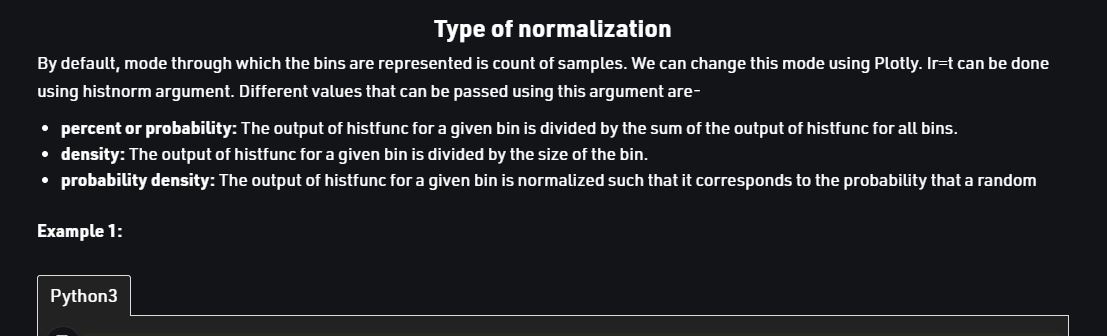 Type of normalization
By default, mode through which the bins are represented is count of samples. We can change this mode using Plotly. Ir=t can be done
using histnorm argument. Different values that can be passed using this argument are-
• percent or probability: The output of histfunc for a given bin is divided by the sum of the output of histfunc for all bins.
• density: The output of histfunc for a given bin is divided by the size of the bin.
• probability density: The output of histfunc for a given bin is normalized such that it corresponds to the probability that a random
Example 1:
Python3